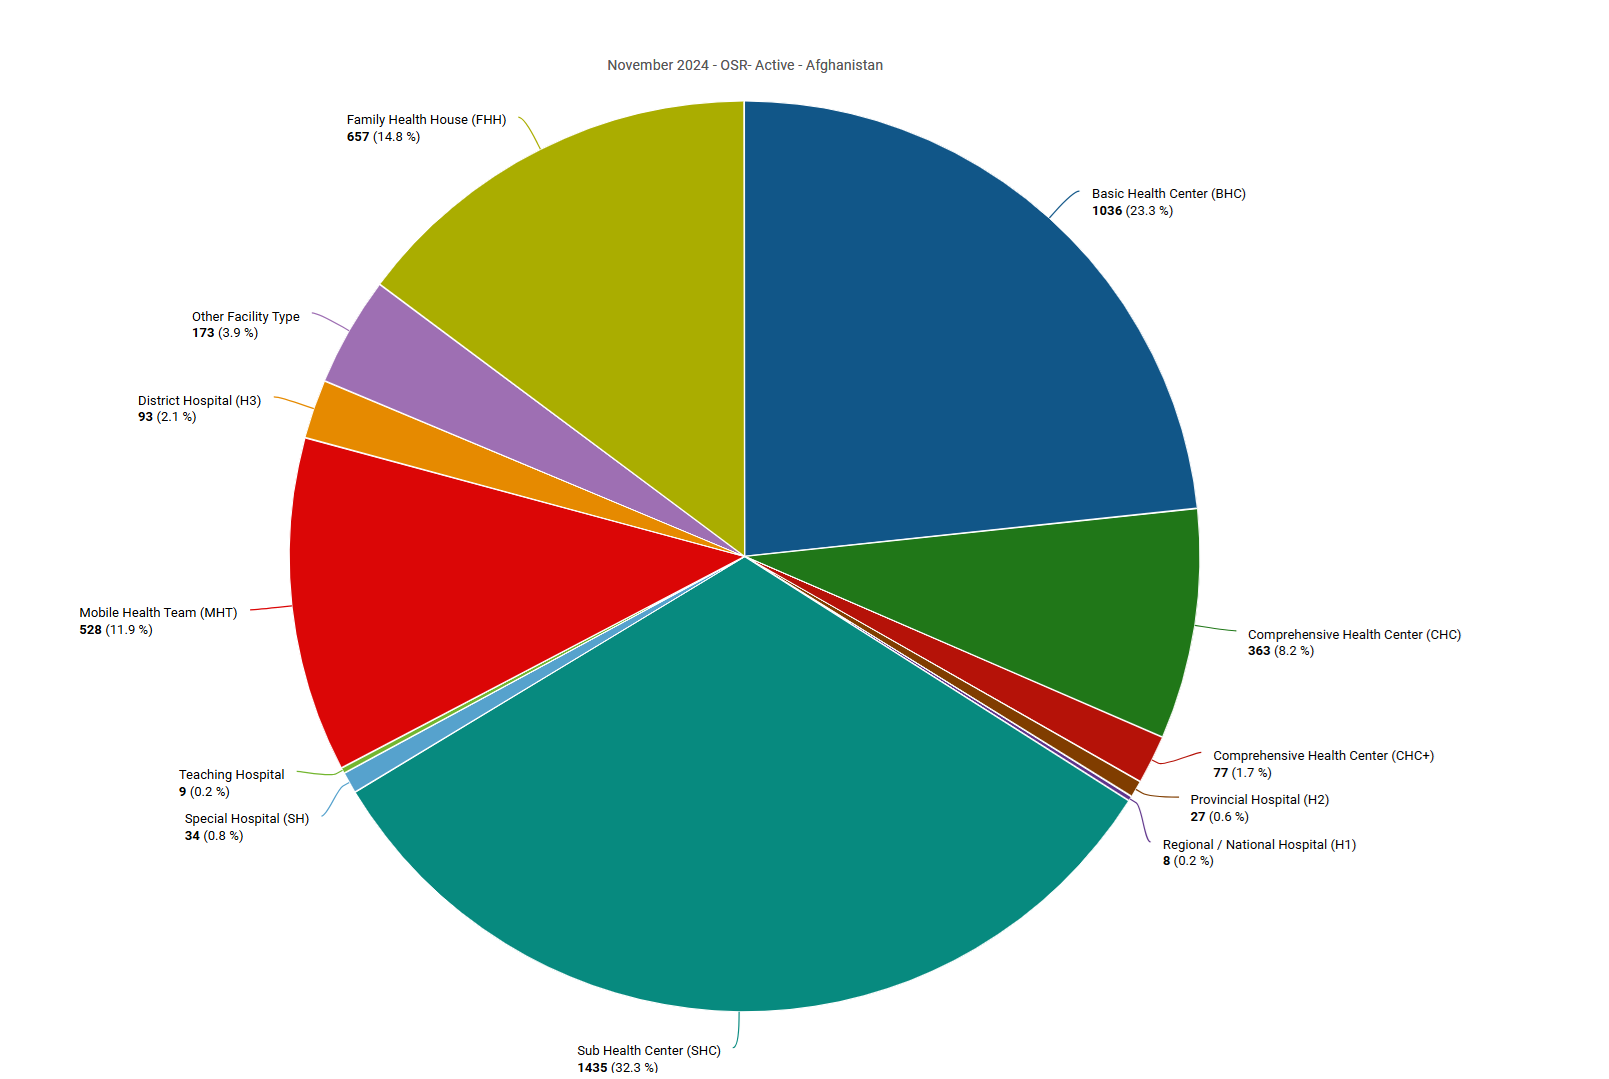 November 2024 - OSR- Active - Afghanistan
Family Health House (FHH)
657 (14.8 %)
Basic Health Center (BHC)
1036 (23.3 %)
Other Facility Type
173 (3.9 %)
District Hospital (H3)
93 (2.1 %)
Mobile Health Team (MHT)
528 (11.9 %)
Comprehensive Health Center (CHC)
363 (8.2 %)
Comprehensive Health Center (CHC+)
77 (1.7 %)
Teaching Hospital
9 (0.2 %)
Provincial Hospital (H2)
27 (0.6 %)
Special Hospital (SH)
34 (0.8 %)
Regional / National Hospital (H1)
8 (0.2 %)
Sub Health Center (SHC)
1435 (32.3 %)